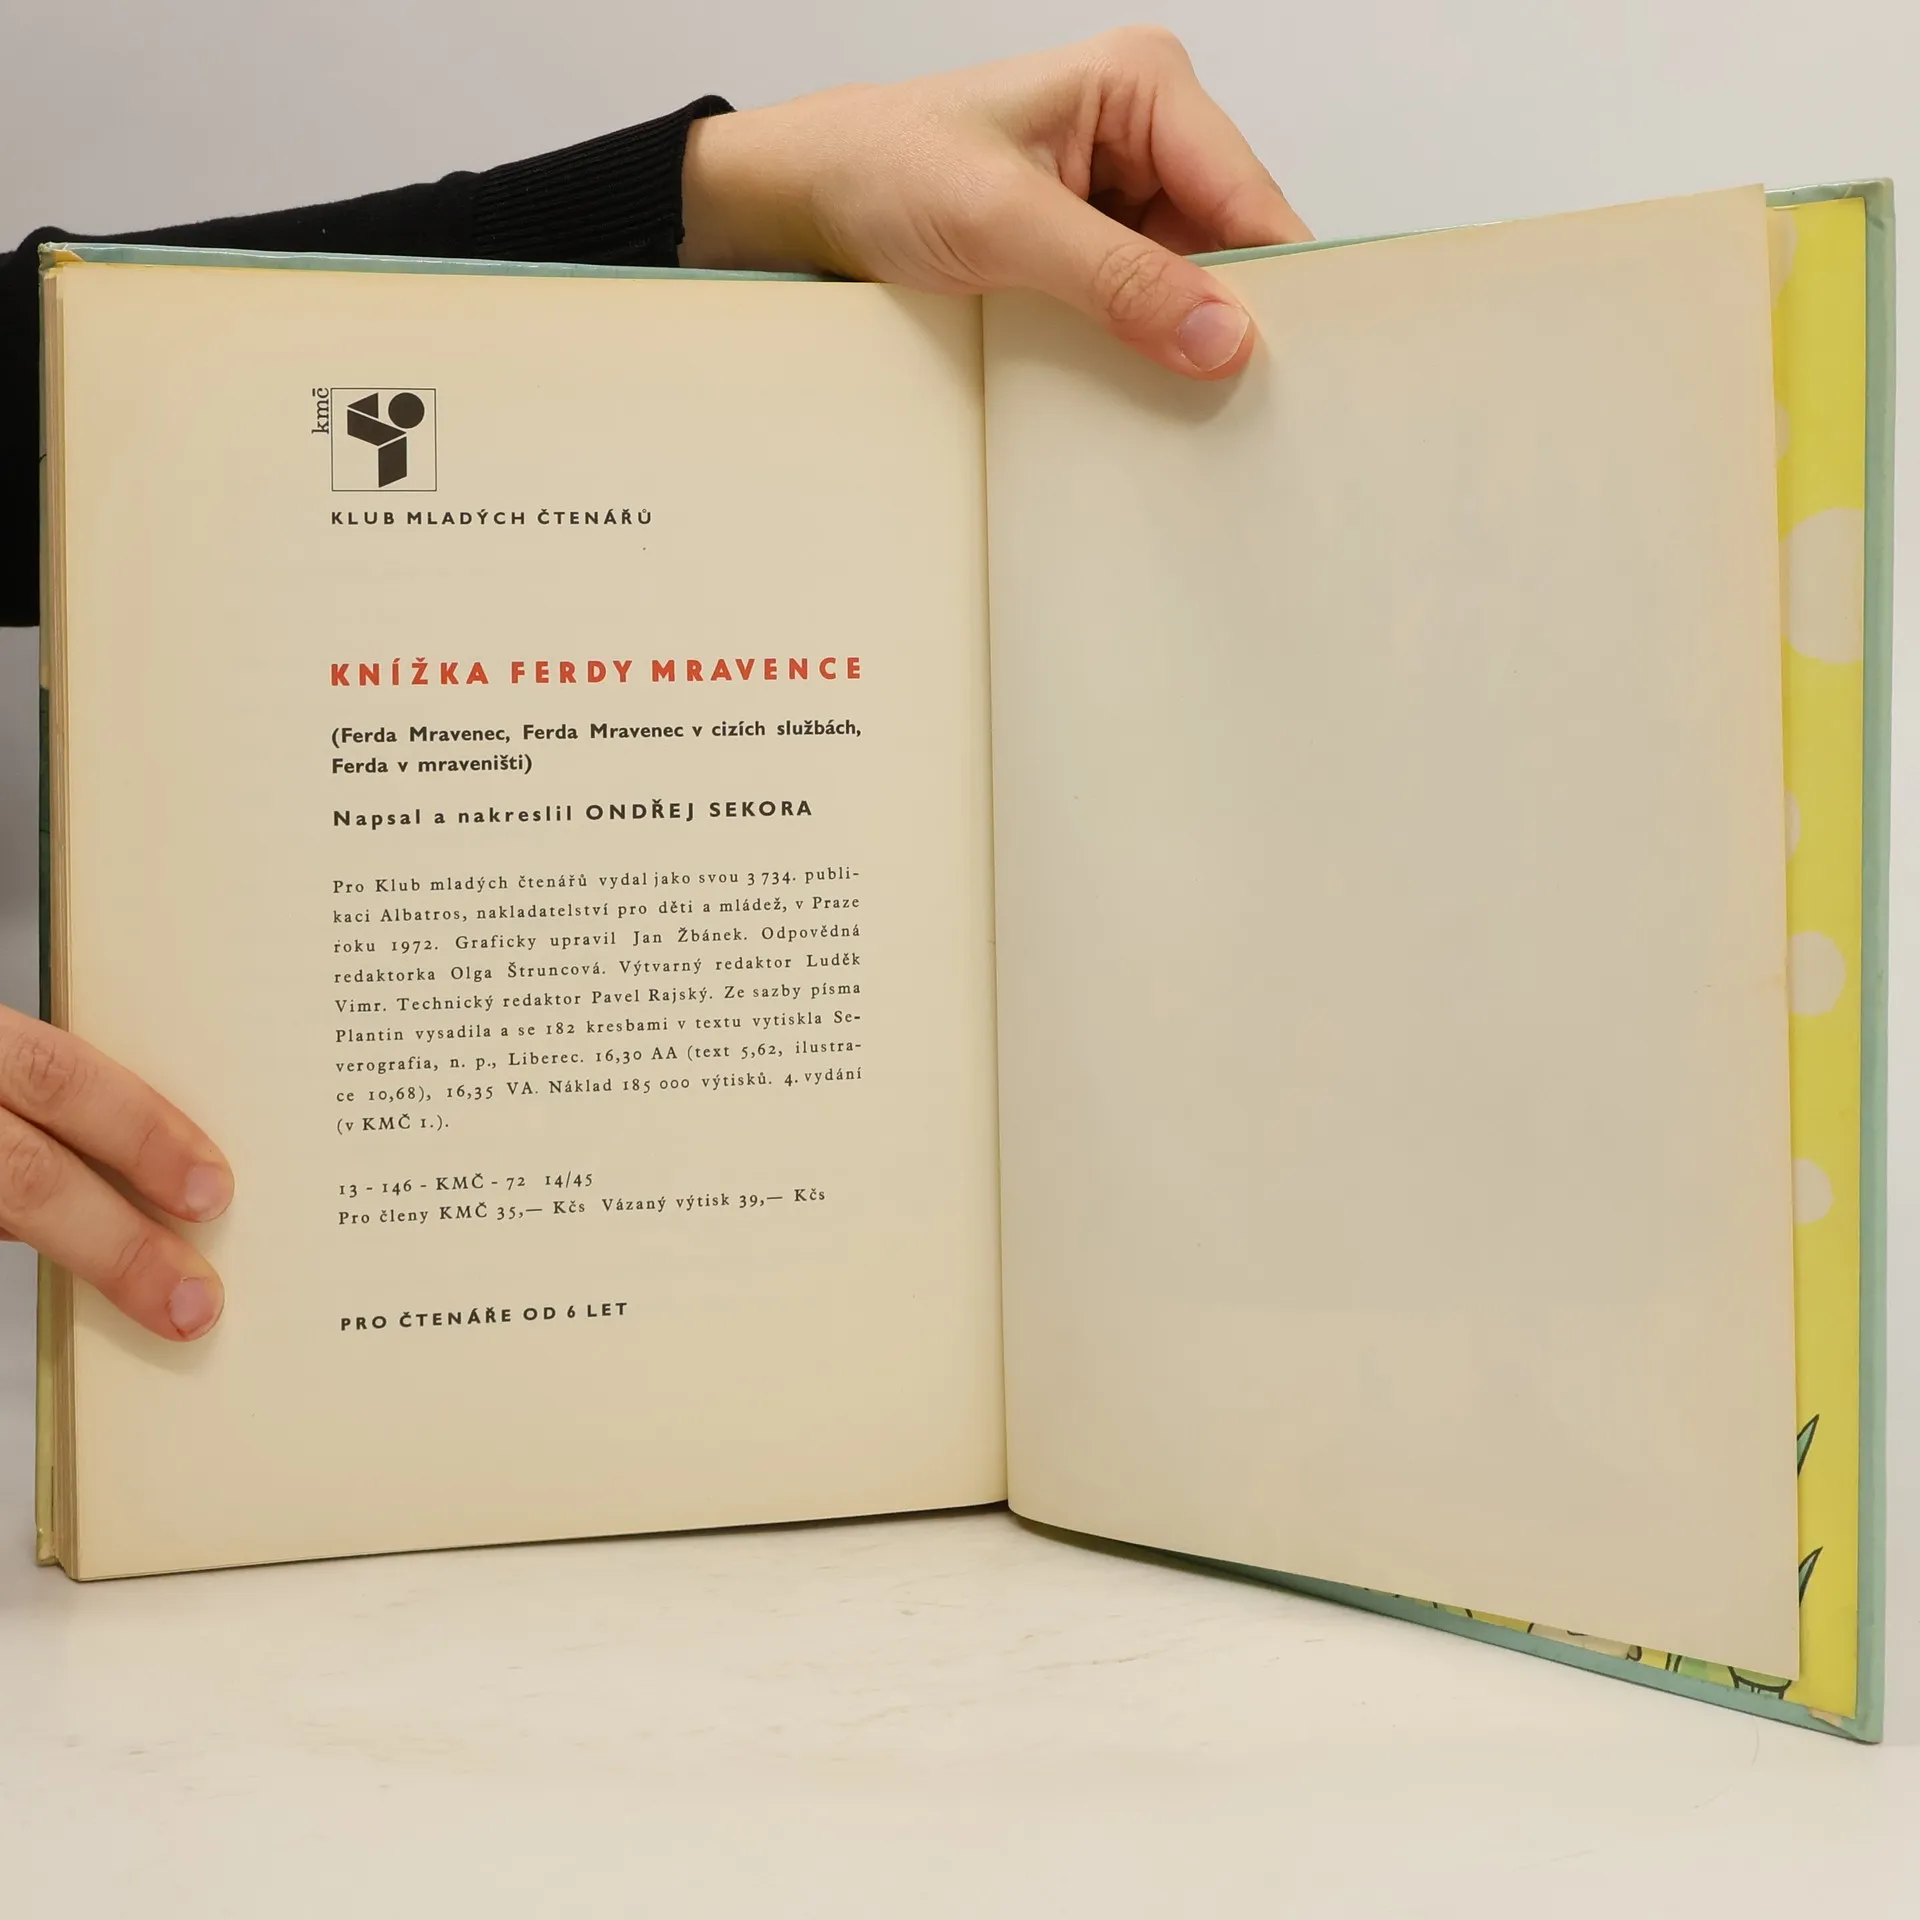 kmč
KLUB MLADÝCH ČTENÁŘŮ
KNÍŽKA FERDY MRAVENCE
(Ferda Mravenec, Ferda Mravenec v cizích službách,
Ferda v mraveništi)
Napsal a nakreslil ONDŘEJ SEKORA
Pro Klub mladých čtenářů vydal jako svou 3 734. publi-
kaci Albatros, nakladatelství pro děti a mládež, v Praze
roku 1972. Graficky upravil Jan Žbánek. Odpovědná
redaktorka Olga Štruncová. Výtvarný redaktor Luděk
Vimr. Technický redaktor Pavel Rajský. Ze sazby písma
Plantin vysadila a se 182 kresbami v textu vytiskla Se-
verografia, n. p., Liberec. 16,30 AA (text 5,62, ilustra-
ce 10,68), 16,35 VA. Náklad 185 000 výtisků. 4. vydání
(v KMČ 1.).
13 - 146 - KMČ - 72 14/45
Pro členy KMČ 35,— Kčs Vázaný výtisk 39,— Kčs
PRO ČTENÁŘE OD 6 LET